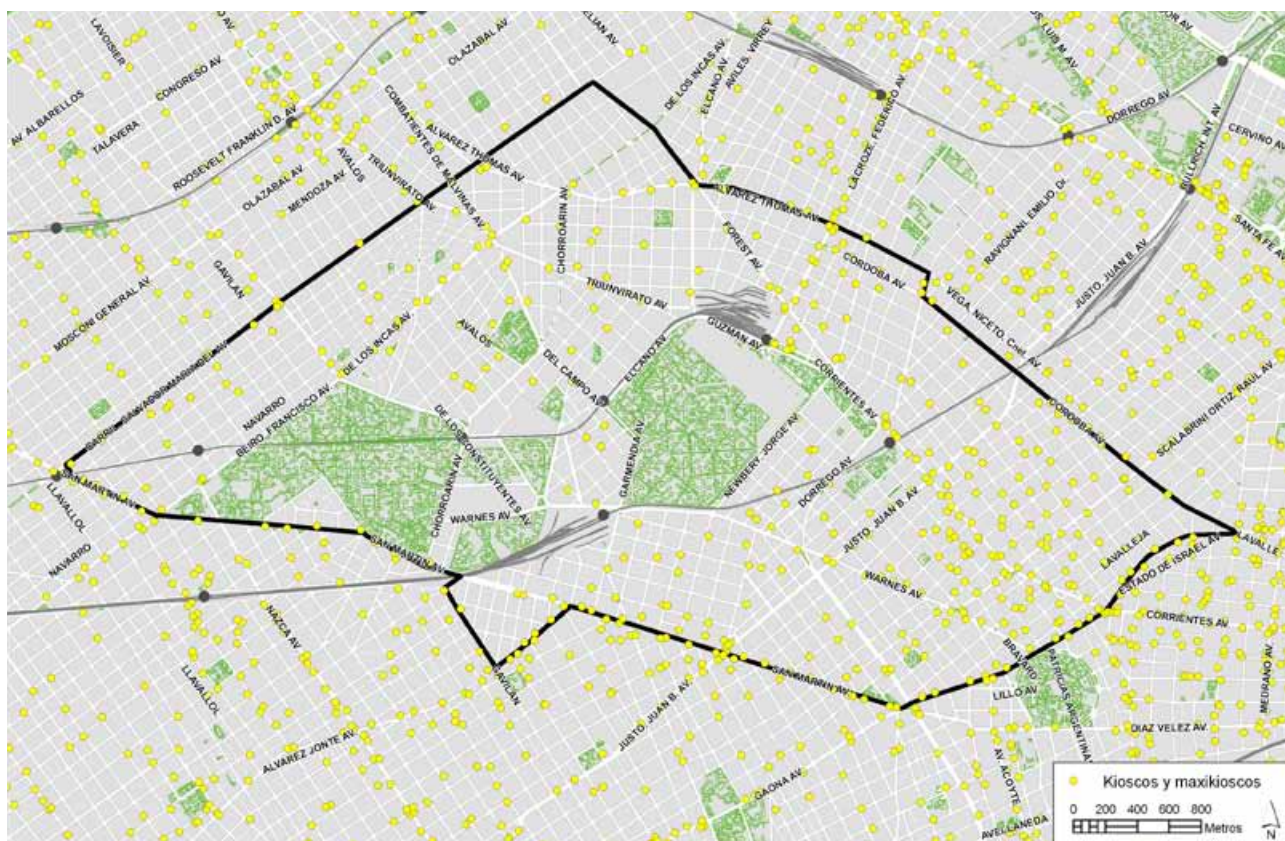 LAVOISIER
CONGRESO AV.
OLAZABAL AV
AV ALBARELLOS
TALAVERA
ROOSEVELT FRANKLIN D. AV.
COMBATIENTES DE MALVINAS AV.
ALVAREZ THOMAS AV
DE LOS INCAS AV.
ELCANO AV
LACROZE, FEDERICO AV
DORREGO AV
BULLRICH, INT. AV
CERVIÑO AV.
OLAZABAL AV
MENDOZA AV.
AVALOS
TRIUNVIRATO AV.
CHORROARIN AV
ALVAREZ THOMAS AV
FOREST AV.
RAVIGNANI, EMILIO, Dr.
SANTA FE AV.
JUSTO, JUAN B. AV.
GAVILAN
MOSCONI GENERAL AV
DE LOS INCAS AV.
TRIUNVIRATO AV.
CORDOBA AV.
VEGA, NICETO, Cnel. AV
AVALOS
GUZMAN AV.
NAVARRO
BEIRO, FRANCISCO AV
DEL CAMPO AV.
ELCANO AV
CORRIENTES AV.
CORDOBA AV.
SCALABRINI ORTIZ RAUL AV.
DE LOS CONSTITUYENTES AV.
GARMENDIA AV.
NEWBERY, JORGE AV.
DORREGO AV
SAN MARTIN AV.
LLAVALLOL
CHORROARIN AV.
WARNES AV.
JUSTO, JUAN B. AV.
LAVALLEJA
ESTADO DE ISRAEL AV.
LAVALLE
NAVARRO
SAN MARTIN AV
WARNES AV.
CORRIENTES AV.
NAZCA AV.
LLAVALLOL
GAVILAN
SAN MARTIN AV.
BRAVARD
LILLO AV
MEDRANO AV.
ALVAREZ JONTE AV.
JUSTO, JUAN B. AV.
DIAZ VELEZ AV.
GAONA AV.
AV. ACOYTE
AVELLANEDA
Kioscos y maxikioscos
0 200 400 600 800
Metros
N